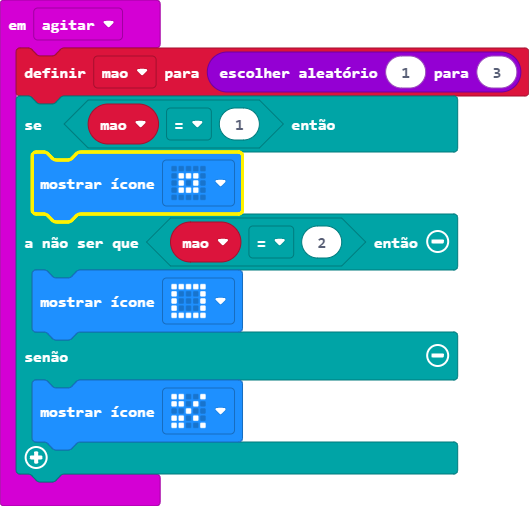 em agitar
definir mao para escolher aleatório 1 para 3
se mao = 1 então
mostrar ícone
a não ser que mao = 2 então
mostrar ícone
senão
mostrar ícone